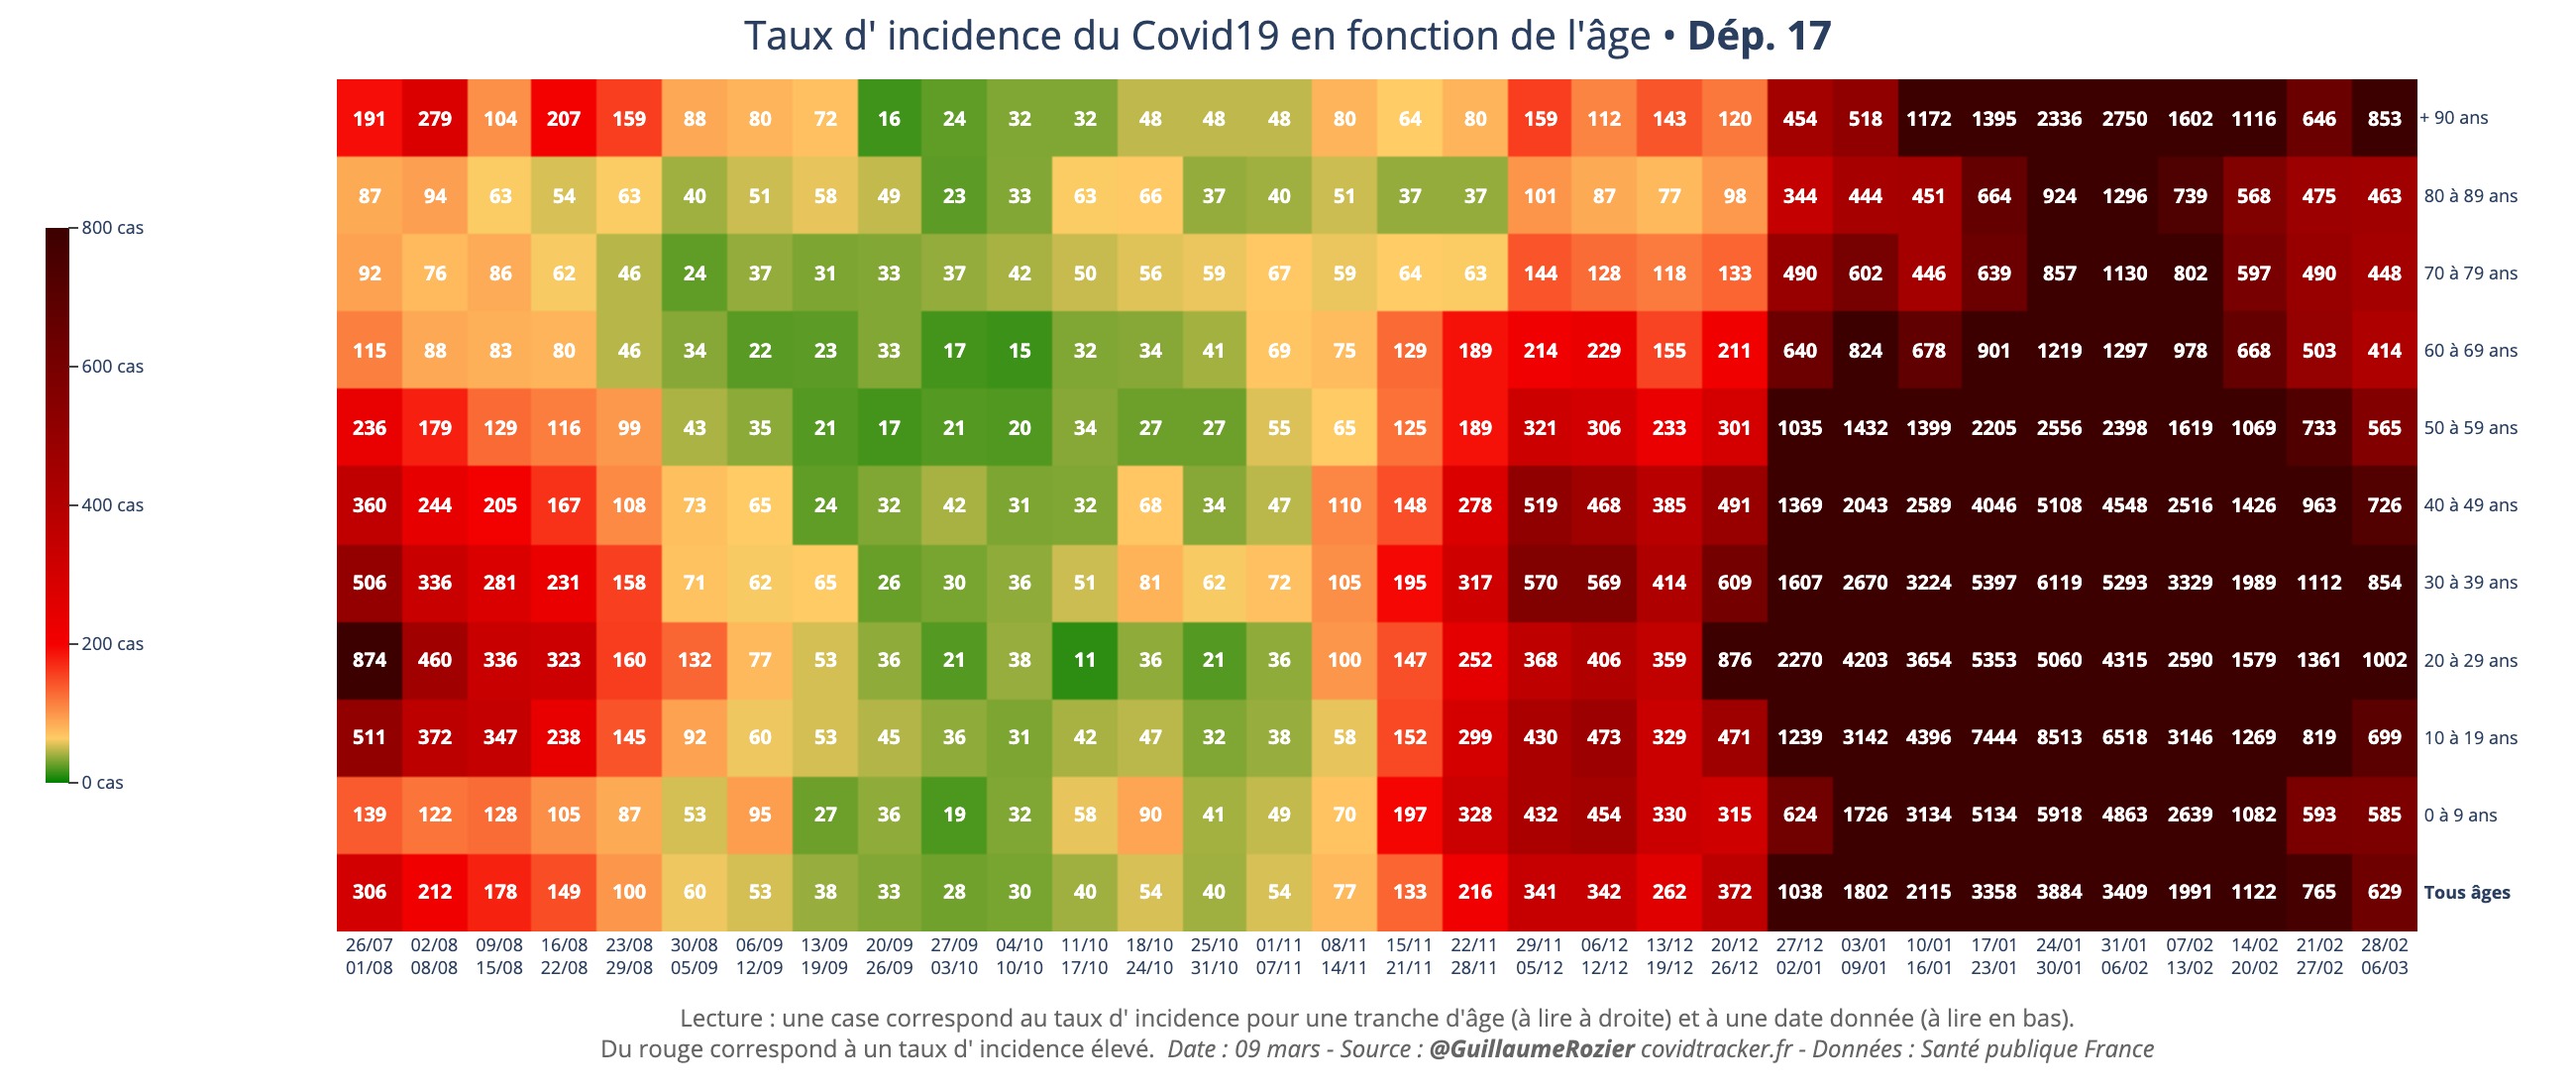 Taux d' incidence du Covid19 en fonction de l'âge • Dép. 17
191 279 104 207 159 88 80 72 16 24 32 32 48 48 48 80 64 80 159 112 143 120 454 518 1172 1395 2336 2750 1602 1116 646 853 + 90 ans
87 94 63 54 63 40 51 58 49 23 33 63 66 37 40 51 37 37 101 87 77 98 344 444 451 664 924 1296 739 568 475 463 80 à 89 ans
800 cas
92 76 86 62 46 24 37 31 33 37 42 50 56 59 67 59 64 63 144 128 118 133 490 602 446 639 857 1130 802 597 490 448 70 à 79 ans
115 88 83 80 46 34 22 23 33 17 15 32 34 41 69 75 129 189 214 229 155 211 640 824 678 901 1219 1297 978 668 503 414 60 à 69 ans
600 cas
236 179 129 116 99 43 35 21 17 21 20 34 27 27 55 65 125 189 321 306 233 301 1035 1432 1399 2205 2556 2398 1619 1069 733 565 50 à 59 ans
400 cas
360 244 205 167 108 73 65 24 32 42 31 32 68 34 47 110 148 278 519 468 385 491 1369 2043 2589 4046 5108 4548 2516 1426 963 726 40 à 49 ans
506 336 281 231 158 71 62 65 26 30 36 51 81 62 72 105 195 317 570 569 414 609 1607 2670 3224 5397 6119 5293 3329 1989 1112 854 30 à 39 ans
200 cas
874 460 336 323 160 132 77 53 36 21 38 11 36 21 36 100 147 252 368 406 359 876 2270 4203 3654 5353 5060 4315 2590 1579 1361 1002 20 à 29 ans
511 372 347 238 145 92 60 53 45 36 31 42 47 32 38 58 152 299 430 473 329 471 1239 3142 4396 7444 8513 6518 3146 1269 819 699 10 à 19 ans
0 cas
139 122 128 105 87 53 95 27 36 19 32 58 90 41 49 70 197 328 432 454 330 315 624 1726 3134 5134 5918 4863 2639 1082 593 585 0 à 9 ans
306 212 178 149 100 60 53 38 33 28 30 40 54 40 54 77 133 216 341 342 262 372 1038 1802 2115 3358 3884 3409 1991 1122 765 629 Tous âges
26/07 02/08 09/08 16/08 23/08 30/08 06/09 13/09 20/09 27/09 04/10 11/10 18/10 25/10 01/11 08/11 15/11 22/11 29/11 06/12 13/12 20/12 27/12 03/01 10/01 17/01 24/01 31/01 07/02 14/02 21/02 28/02
01/08 08/08 15/08 22/08 29/08 05/09 12/09 19/09 26/09 03/10 10/10 17/10 24/10 31/10 07/11 14/11 21/11 28/11 05/12 12/12 19/12 26/12 02/01 09/01 16/01 23/01 30/01 06/02 13/02 20/02 27/02 06/03
Lecture : une case correspond au taux d' incidence pour une tranche d'âge (à lire à droite) et à une date donnée (à lire en bas).
Du rouge correspond à un taux d' incidence élevé. Date : 09 mars - Source : @GuillaumeRozier covidtracker.fr - Données : Santé publique France